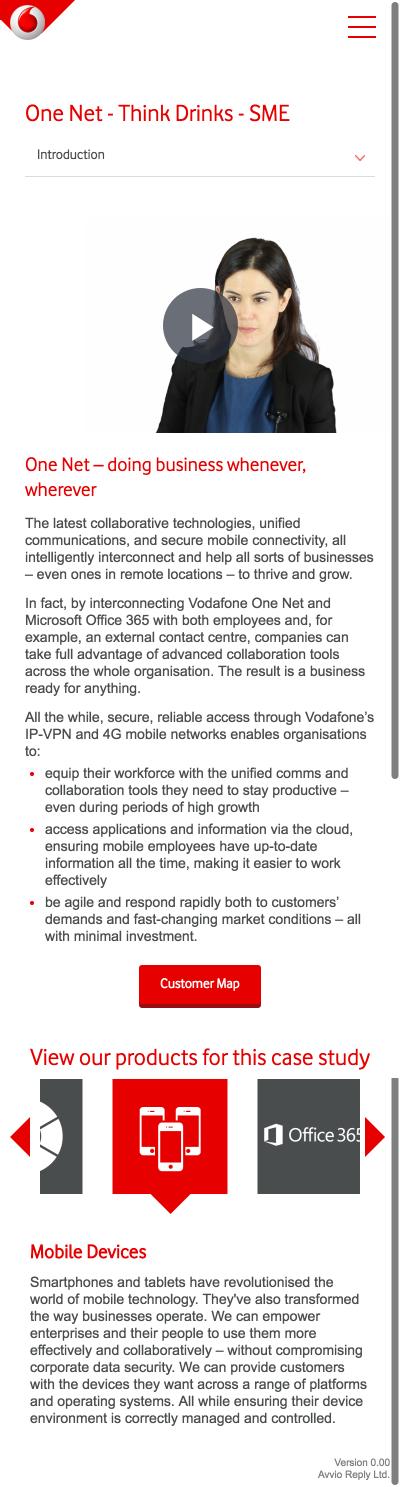 One Net - Think Drinks - SME
Introduction
One Net – doing business whenever,
wherever
The latest collaborative technologies, unified
communications, and secure mobile connectivity, all
intelligently interconnect and help all sorts of businesses
– even ones in remote locations – to thrive and grow.
In fact, by interconnecting Vodafone One Net and
Microsoft Office 365 with both employees and, for
example, an external contact centre, companies can
take full advantage of advanced collaboration tools
across the whole organisation. The result is a business
ready for anything.
All the while, secure, reliable access through Vodafone’s
IP-VPN and 4G mobile networks enables organisations
to:
• equip their workforce with the unified comms and
collaboration tools they need to stay productive –
even during periods of high growth
• access applications and information via the cloud,
ensuring mobile employees have up-to-date
information all the time, making it easier to work
effectively
• be agile and respond rapidly both to customers’
demands and fast-changing market conditions – all
with minimal investment.
Customer Map
View our products for this case study
Office 365
Mobile Devices
Smartphones and tablets have revolutionised the
world of mobile technology. They've also transformed
the way businesses operate. We can empower
enterprises and their people to use them more
effectively and collaboratively – without compromising
corporate data security. We can provide customers
with the devices they want across a range of platforms
and operating systems. All while ensuring their device
environment is correctly managed and controlled.
Version 0.00
Avvio Reply Ltd.